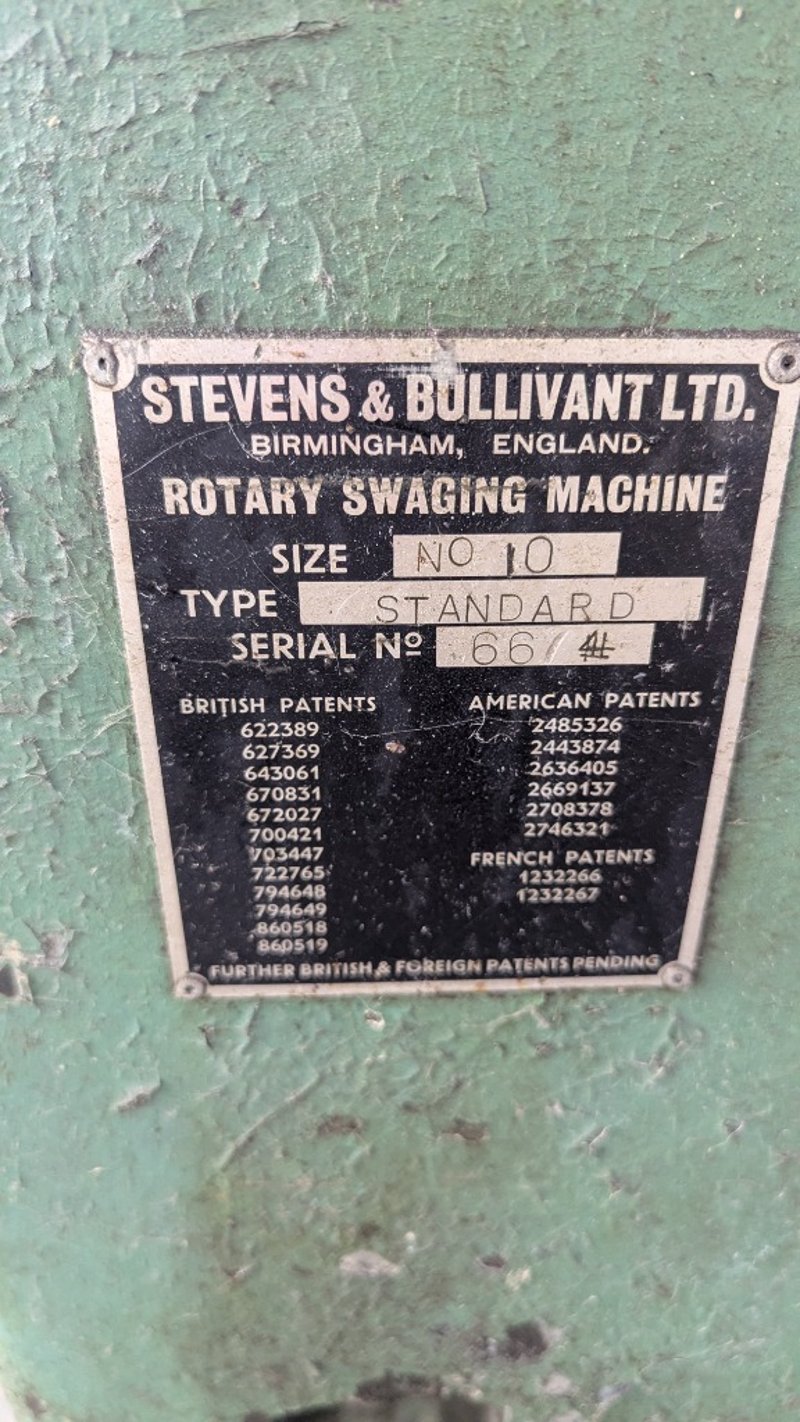 STEVENS & BULLIVANT LTD.
BIRMINGHAM, ENGLAND.
ROTARY SWAGING MACHINE
SIZE NO 10
TYPE STANDARD
SERIAL Nº 66/
BRITISH PATENTS
622389
627369
643061
670831
672027
700421
703447
722765
794648
794649
860518
860519
AMERICAN PATENTS
2485326
2443874
2636405
2669137
2708378
2746321
FRENCH PATENTS
1232266
1232267
FURTHER BRITISH & FOREIGN PATENTS PENDING